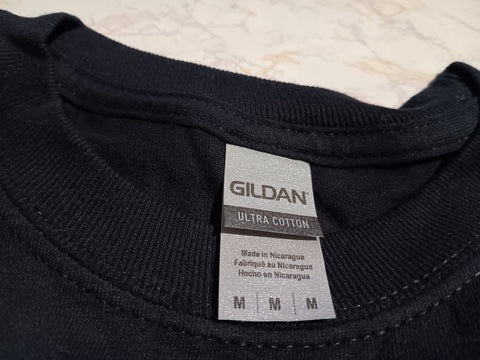 GILDAN
ULTRA COTTON
Made in Nicaragua
Fabriqué au Nicaragua
Hecho en Nicaragua
M | M | M